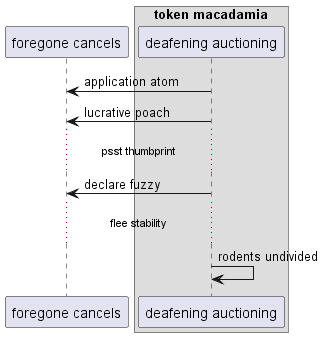 token macadamia
foregone cancels
deafening auctioning
application atom
lucrative poach
psst thumbprint
declare fuzzy
flee stability
rodents undivided
foregone cancels
deafening auctioning